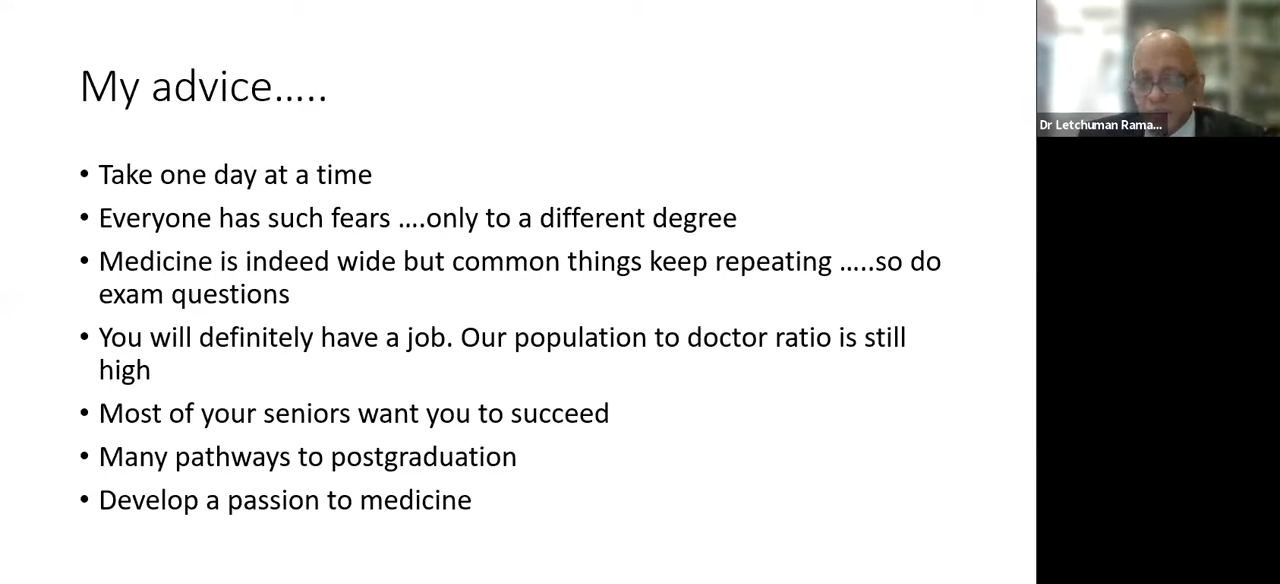 My advice.....
• Take one day at a time
• Everyone has such fears ....only to a different degree
• Medicine is indeed wide but common things keep repeating .....so do
exam questions
• You will definitely have a job. Our population to doctor ratio is still
high
• Most of your seniors want you to succeed
• Many pathways to postgraduation
• Develop a passion to medicine
Dr Letchuman Rama...